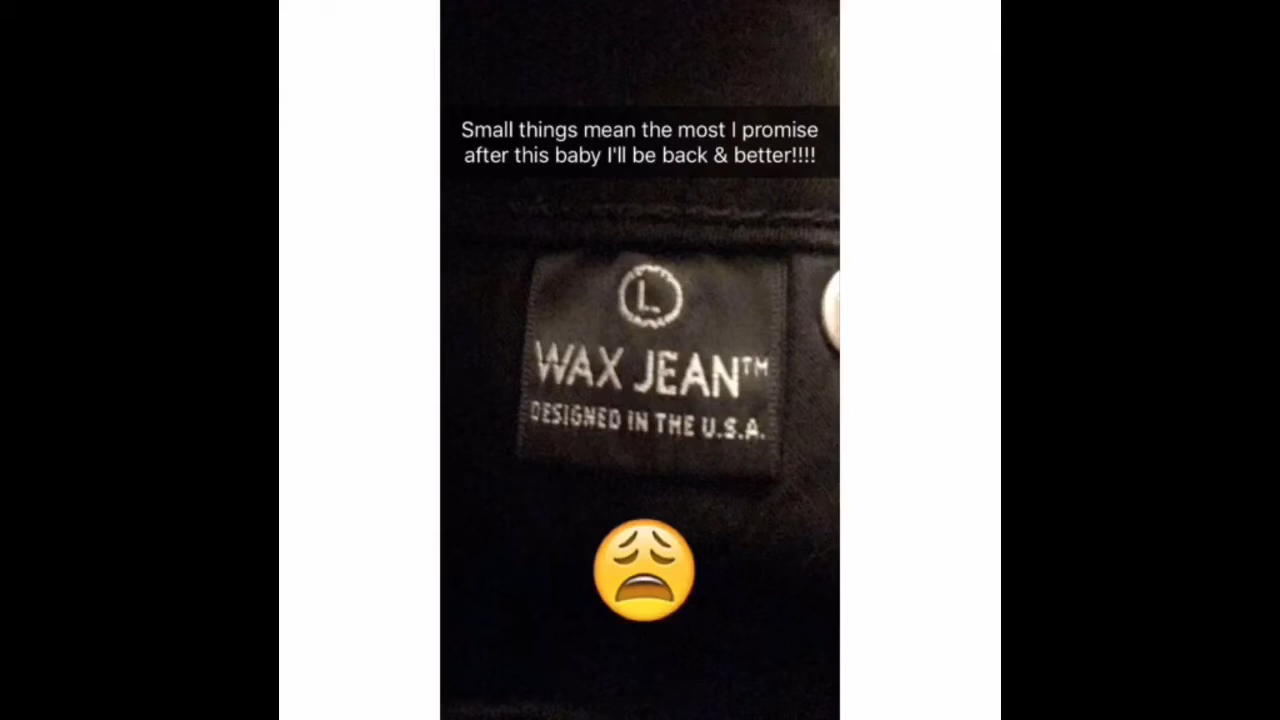 Small things mean the most I promise
after this baby I'll be back & better!!!!
L
WAX JEAN™
DESIGNED IN THE U.S.A.